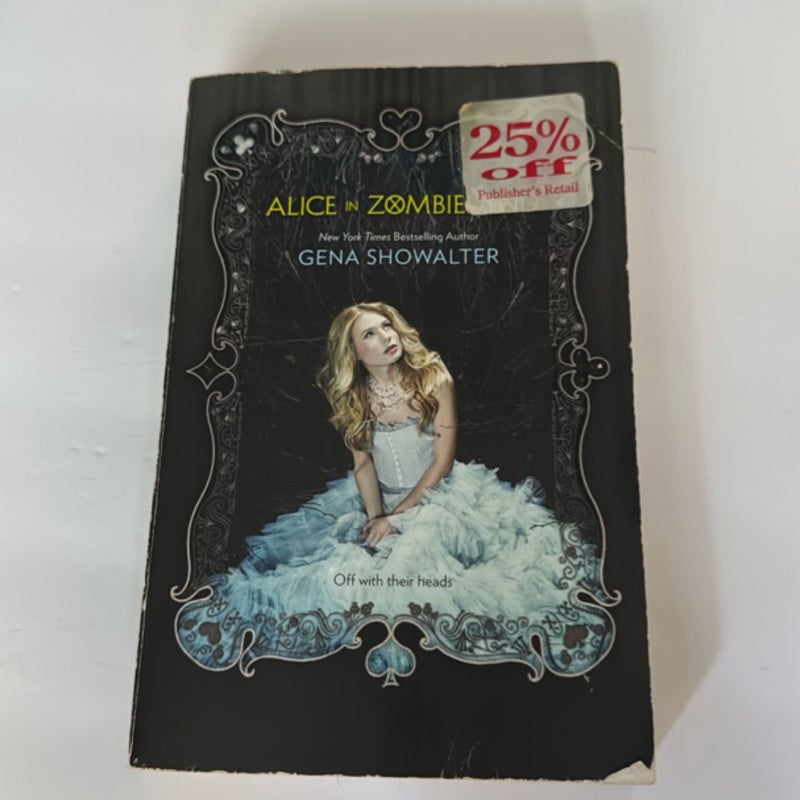 25%
off
Publisher's Retail
ALICE IN ZOMBIE
New York Times Bestselling Author
GENA SHOWALTER
Off with their heads